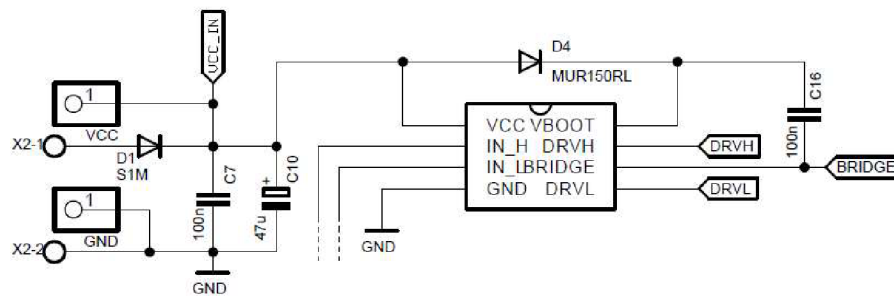 VCC_IN
D4
MUR150RL
C16
100n
1
VCC
X2-1
D1
S1M
C7
100n
C10
+
47u
1
GND
X2-2
GND
VCC VBOOT
IN_H DRVH
IN_LBRIDGE
GND DRVL
GND
DRVH
BRIDGE
DRVL